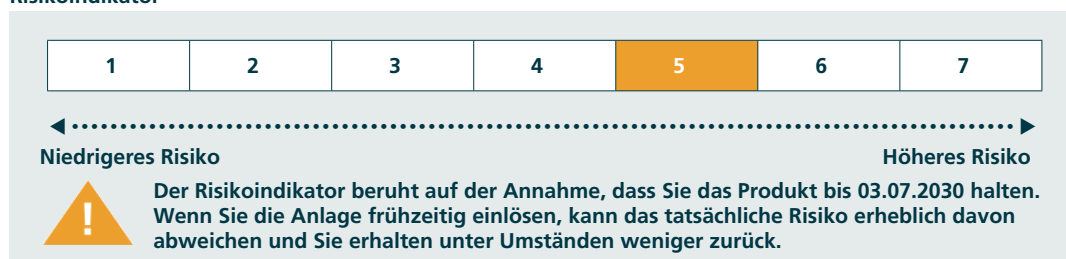 Risikoindikator
1 2 3 4 5 6 7
Niedrigeres Risiko Höheres Risiko
! Der Risikoindikator beruht auf der Annahme, dass Sie das Produkt bis 03.07.2030 halten.
Wenn Sie die Anlage frühzeitig einlösen, kann das tatsächliche Risiko erheblich davon
abweichen und Sie erhalten unter Umständen weniger zurück.